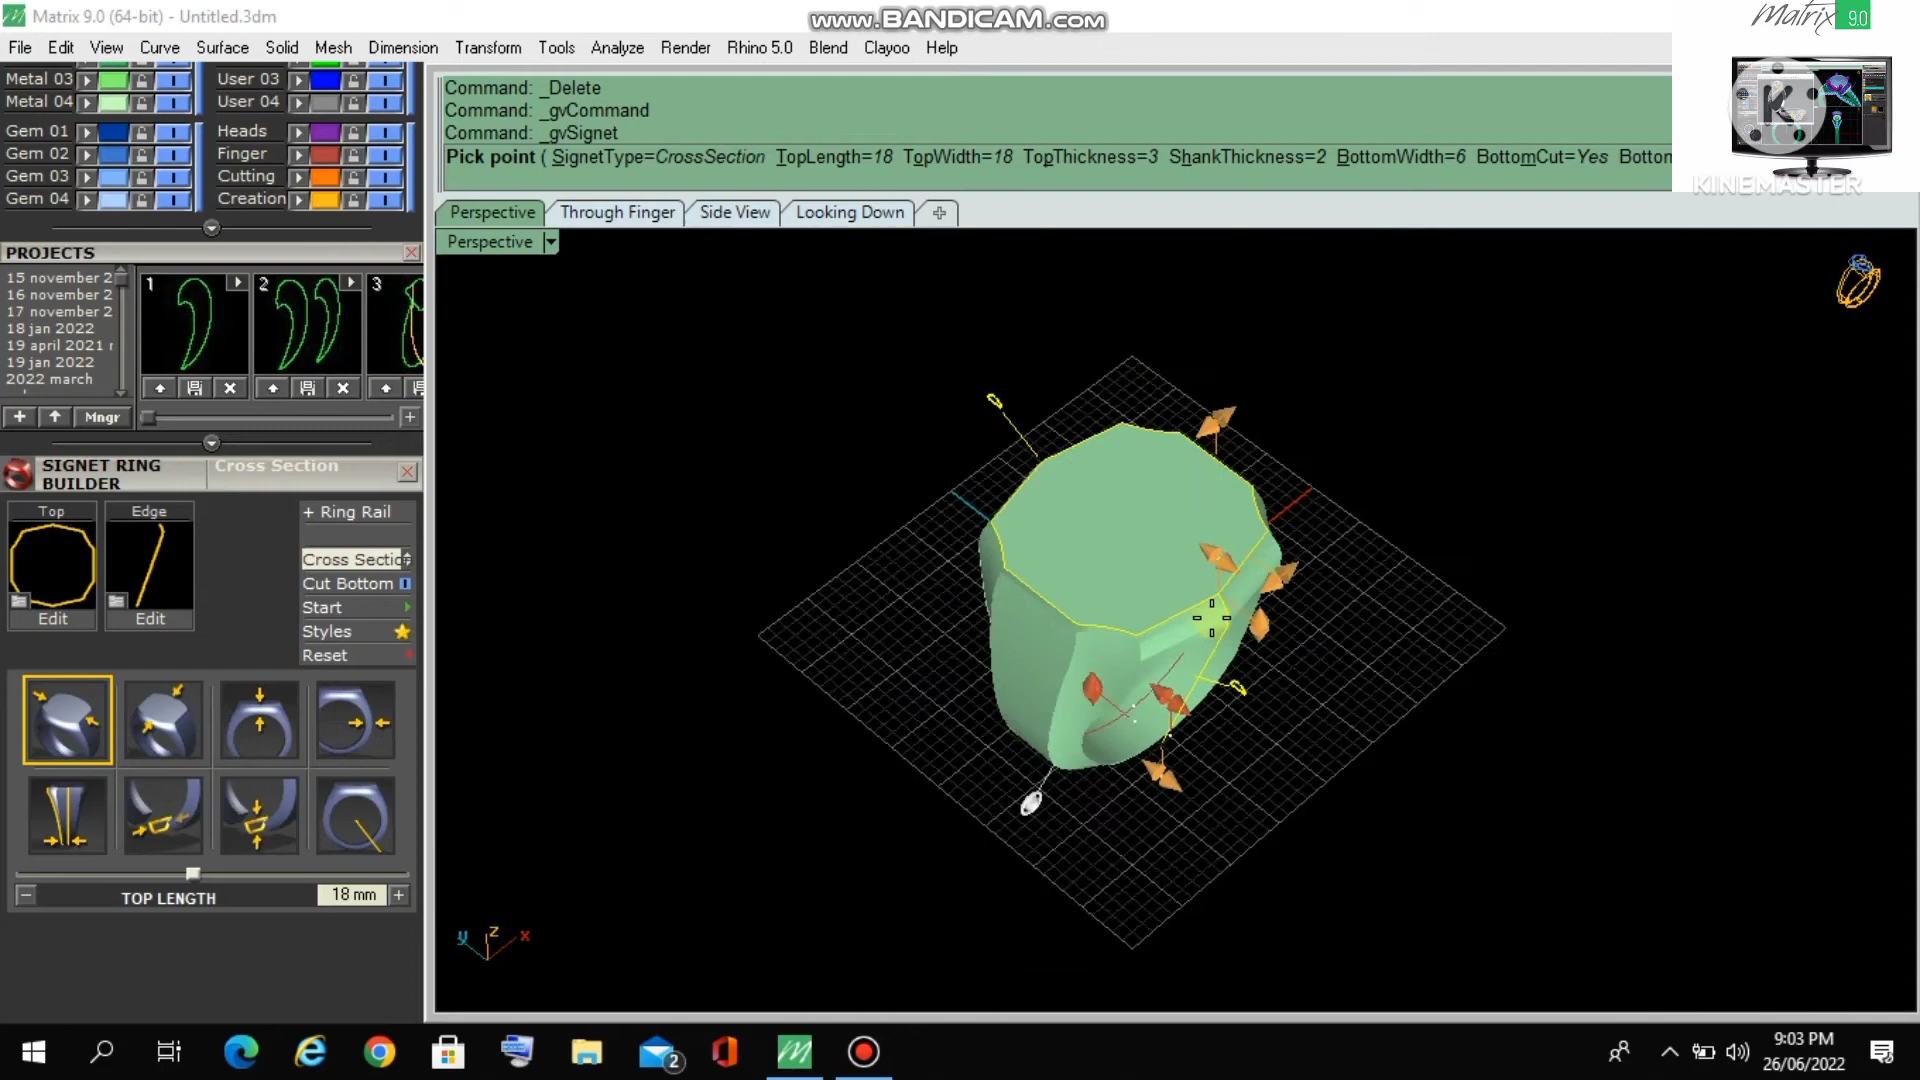 Matrix 9.0 (64-bit) - Untitled.3dm
www.BANDICAM.com
Matrix 9.0
File Edit View Curve Surface Solid Mesh Dimension Transform Tools Analyze Render Rhino 5.0 Blend Clayoo Help
Metal 03
User 03
Metal 04
User 04
Gem 01
Heads
Gem 02
Finger
Gem 03
Cutting
Gem 04
Creation
Command: _Delete
Command: _gvCommand
Command: _gvSignet
Pick point ( SignetType=CrossSection TopLength=18 TopWidth=18 TopThickness=3 ShankThickness=2 BottomWidth=6 BottomCut=Yes Bottom
K
KINEMASTER
Perspective
Through Finger
Side View
Looking Down
Perspective
PROJECTS
15 november 2
16 november 2
17 november 2
18 jan 2022
19 april 2021 r
19 jan 2022
2022 march
1
2
3
Mngr
SIGNET RING BUILDER
Cross Section
Top
Edge
Edit
Edit
+ Ring Rail
Cross Sectio
Cut Bottom
Start
Styles
Reset
TOP LENGTH
18 mm
y
z
x
2
9:03 PM
26/06/2022